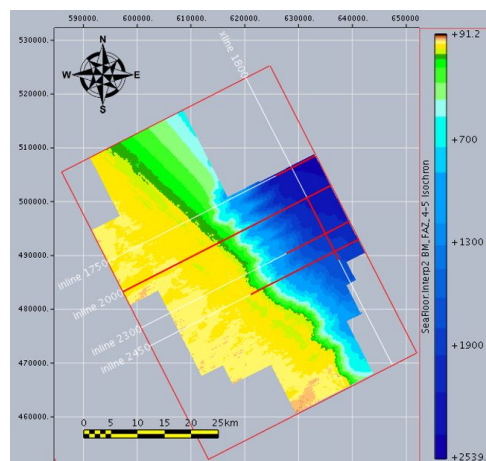 590000. 600000. 610000. 620000. 630000. 640000. 650000.
530000.
520000.
510000.
500000.
490000.
480000.
470000.
460000.
N
W E
S
xline 1800
inline 1750
inline 2000
inline 2300
inline 2450
0 5 10 15 20 25km
+91.2
+700
+1300
+1900
+2539
SeaFloor.Interp2 BM_FAZ_4-5 Isochron